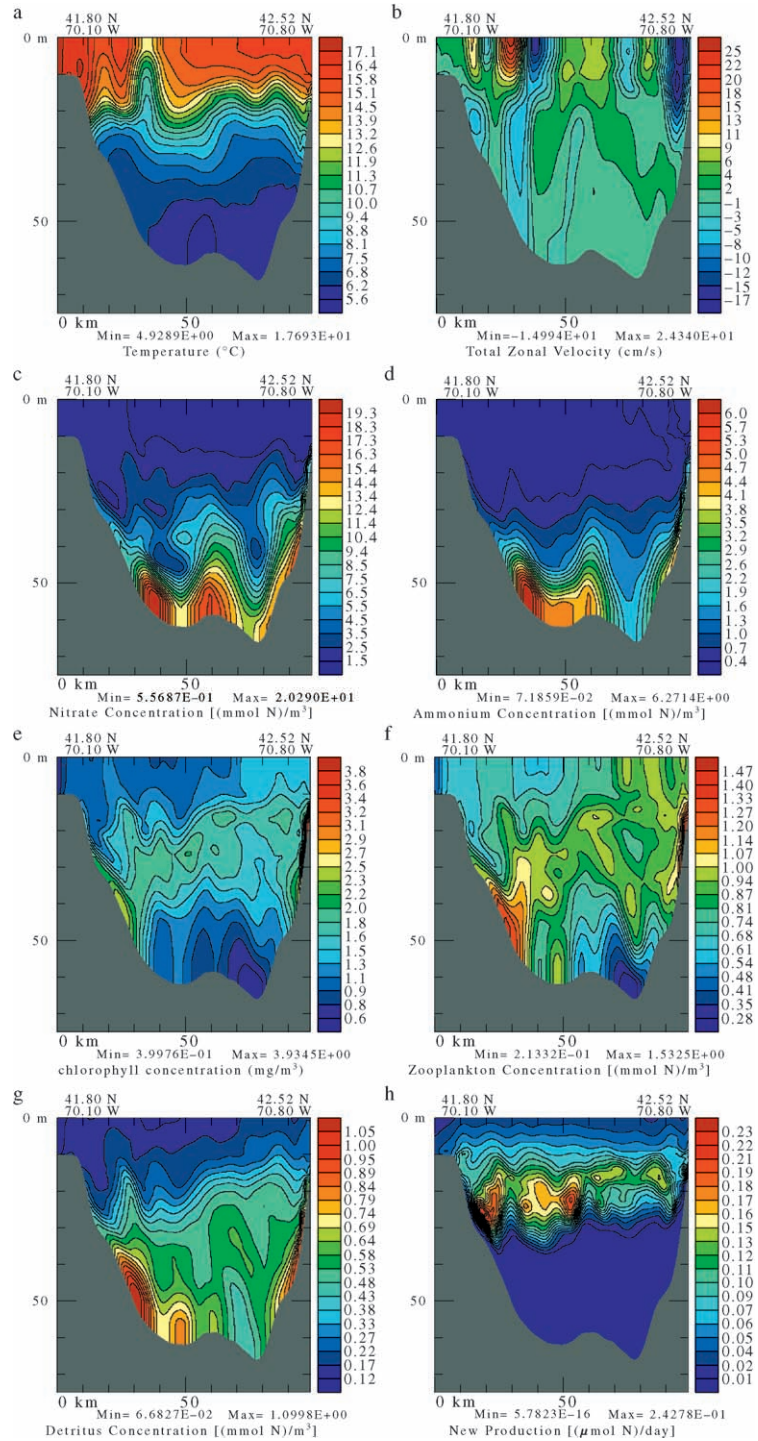 a
41.80 N 42.52 N
70.10 W 70.80 W
0 m
17.1
16.4
15.8
15.1
14.5
13.9
13.2
12.6
11.9
11.3
10.7
10.0
9.4
8.8
8.1
7.5
6.8
6.2
5.6
50
0 km 50
Min= 4.9289E+00 Max= 1.7693E+01
Temperature (°C)
b
41.80 N 42.52 N
70.10 W 70.80 W
0 m
25
22
20
18
15
13
11
9
6
4
2
−1
−3
−5
−8
−10
−12
−15
−17
50
0 km 50
Min=−1.4994E+01 Max= 2.4340E+01
Total Zonal Velocity (cm/s)
c
41.80 N 42.52 N
70.10 W 70.80 W
0 m
19.3
18.3
17.3
16.4
15.4
14.4
13.4
12.4
11.4
10.4
9.4
8.5
7.5
6.5
5.5
4.5
3.5
2.5
1.5
50
0 km 50
Min= 5.5687E-01 Max= 2.0290E+01
Nitrate Concentration [(mmol N)/m³]
d
41.80 N 42.52 N
70.10 W 70.80 W
0 m
6.0
5.7
5.3
5.0
4.7
4.4
4.1
3.8
3.5
3.2
2.9
2.6
2.2
1.9
1.6
1.3
1.0
0.7
0.4
50
0 km 50
Min= 7.1859E-02 Max= 6.2714E+00
Ammonium Concentration [(mmol N)/m³]
e
41.80 N 42.52 N
70.10 W 70.80 W
0 m
3.8
3.6
3.4
3.2
3.1
2.9
2.7
2.5
2.3
2.2
2.0
1.8
1.6
1.5
1.3
1.1
0.9
0.8
0.6
50
0 km 50
Min= 3.9976E-01 Max= 3.9345E+00
chlorophyll concentration (mg/m³)
f
41.80 N 42.52 N
70.10 W 70.80 W
0 m
1.47
1.40
1.33
1.27
1.20
1.14
1.07
1.00
0.94
0.87
0.81
0.74
0.68
0.61
0.54
0.48
0.41
0.35
0.28
50
0 km 50
Min= 2.1332E-01 Max= 1.5325E+00
Zooplankton Concentration [(mmol N)/m³]
g
41.80 N 42.52 N
70.10 W 70.80 W
0 m
1.05
1.00
0.95
0.89
0.84
0.79
0.74
0.69
0.64
0.58
0.53
0.48
0.43
0.38
0.33
0.27
0.22
0.17
0.12
50
0 km 50
Min= 6.6827E-02 Max= 1.0998E+00
Detritus Concentration [(mmol N)/m³]
h
41.80 N 42.52 N
70.10 W 70.80 W
0 m
0.23
0.22
0.21
0.19
0.18
0.17
0.16
0.15
0.13
0.12
0.11
0.10
0.09
0.07
0.06
0.05
0.04
0.02
0.01
50
0 km 50
Min= 5.7823E-16 Max= 2.4278E-01
New Production [(μmol N)/day]